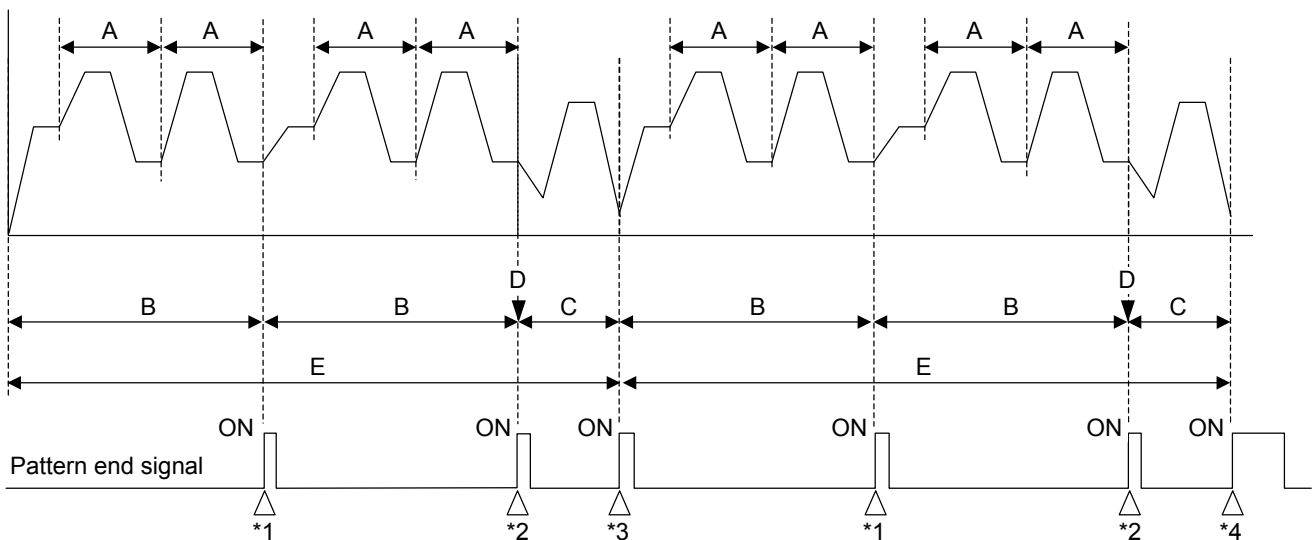 A A A A A A A A
D D
B B C B B C
E E
ON ON ON ON ON ON
Pattern end signal
*1 *2 *3 *1 *2 *4